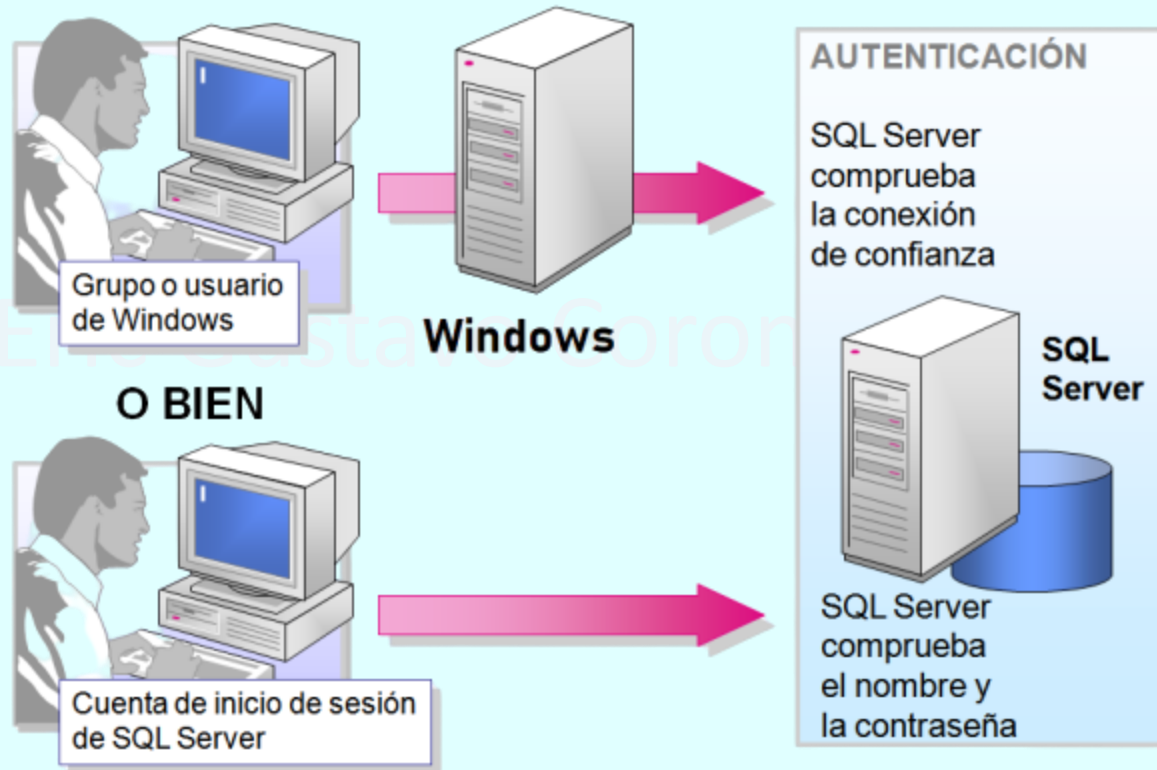 AUTENTICACIÓN
SQL Server
comprueba
la conexión
de confianza
Grupo o usuario
de Windows
Windows
SQL
Server
O BIEN
SQL Server
comprueba
el nombre y
la contraseña
Cuenta de inicio de sesión
de SQL Server